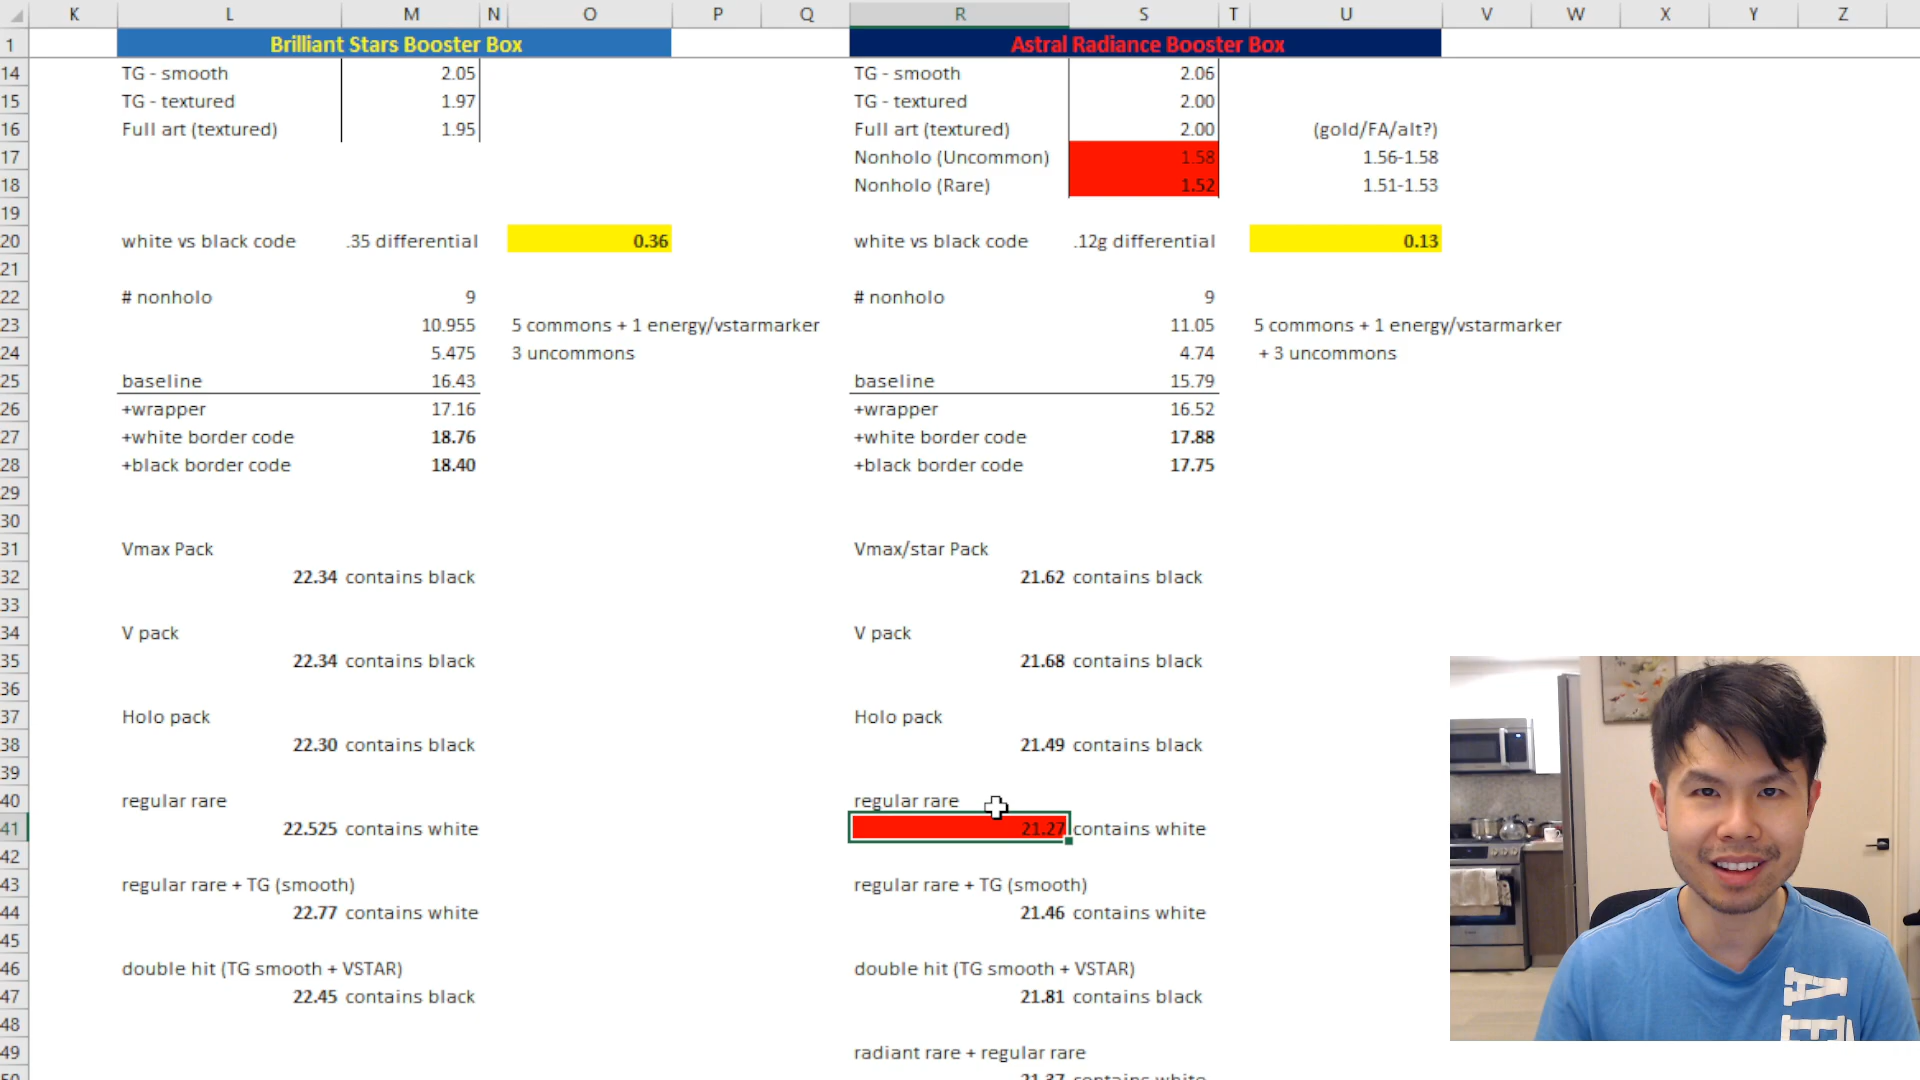 K L M N O P Q R S T U V W X Y Z
1 Brilliant Stars Booster Box Astral Radiance Booster Box
14 TG - smooth 2.05 TG - smooth 2.06
15 TG - textured 1.97 TG - textured 2.00
16 Full art (textured) 1.95 Full art (textured) 2.00 (gold/FA/alt?)
17 Nonholo (Uncommon) 1.58 1.56-1.58
18 Nonholo (Rare) 1.52 1.51-1.53
19
20 white vs black code .35 differential 0.36 white vs black code .12g differential 0.13
21
22 # nonholo 9 # nonholo 9
23 10.955 5 commons + 1 energy/vstarmarker 11.05 5 commons + 1 energy/vstarmarker
24 5.475 3 uncommons 4.74 + 3 uncommons
25 baseline 16.43 baseline 15.79
26 +wrapper 17.16 +wrapper 16.52
27 +white border code 18.76 +white border code 17.88
28 +black border code 18.40 +black border code 17.75
29
30
31 Vmax Pack Vmax/star Pack
32 22.34 contains black 21.62 contains black
33
34 V pack V pack
35 22.34 contains black 21.68 contains black
36
37 Holo pack Holo pack
38 22.30 contains black 21.49 contains black
39
40 regular rare regular rare
41 22.525 contains white 21.27 contains white
42
43 regular rare + TG (smooth) regular rare + TG (smooth)
44 22.77 contains white 21.46 contains white
45
46 double hit (TG smooth + VSTAR) double hit (TG smooth + VSTAR)
47 22.45 contains black 21.81 contains black
48
49 radiant rare + regular rare
50 21.37 contains white